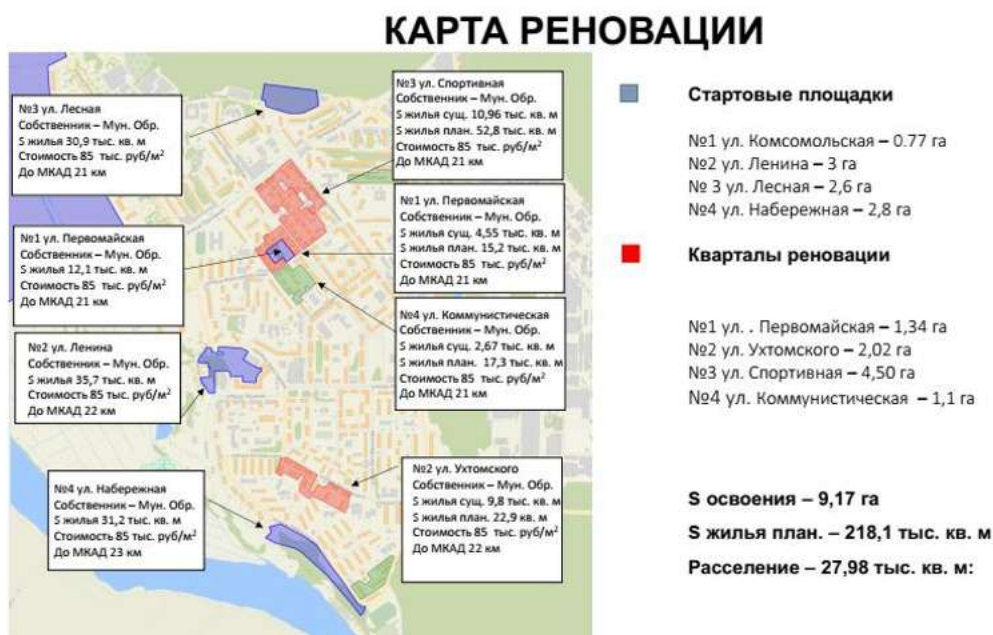 КАРТА РЕНОВАЦИИ
№3 ул. Лесная
Собственник – Мун. Обр.
S жилья 30,9 тыс. кв. м
Стоимость 85 тыс. руб/м²
До МКАД 21 км
№3 ул. Спортивная
Собственник – Мун. Обр.
S жилья сущ. 10,96 тыс. кв. м
S жилья план. 52,8 тыс. кв. м
Стоимость 85 тыс. руб/м²
До МКАД 21 км
№1 ул. Первомайская
Собственник – Мун. Обр.
S жилья 12,1 тыс. кв. м
Стоимость 85 тыс. руб/м²
До МКАД 21 км
№1 ул. Первомайская
Собственник – Мун. Обр.
S жилья сущ. 4,55 тыс. кв. м
S жилья план. 15,2 тыс. кв. м
Стоимость 85 тыс. руб/м²
До МКАД 21 км
№4 ул. Коммунистическая
Собственник – Мун. Обр.
S жилья сущ. 2,67 тыс. кв. м
S жилья план. 17,3 тыс. кв. м
Стоимость 85 тыс. руб/м²
До МКАД 21 км
№2 ул. Ленина
Собственник – Мун. Обр.
S жилья 35,7 тыс. кв. м
Стоимость 85 тыс. руб/м²
До МКАД 22 км
№4 ул. Набережная
Собственник – Мун. Обр.
S жилья 31,2 тыс. кв. м
Стоимость 85 тыс. руб/м²
До МКАД 23 км
№2 ул. Ухтомского
Собственник – Мун. Обр.
S жилья сущ. 9,8 тыс. кв. м
S жилья план. 22,9 тыс. кв. м
Стоимость 85 тыс. руб/м²
До МКАД 22 км
Стартовые площадки
№1 ул. Комсомольская – 0.77 га
№2 ул. Ленина – 3 га
№ 3 ул. Лесная – 2,6 га
№4 ул. Набережная – 2,8 га
Кварталы реновации
№1 ул. . Первомайская – 1,34 га
№2 ул. Ухтомского – 2,02 га
№3 ул. Спортивная – 4,50 га
№4 ул. Коммунистическая – 1,1 га
S освоения – 9,17 га
S жилья план. – 218,1 тыс. кв. м
Расселение – 27,98 тыс. кв. м: